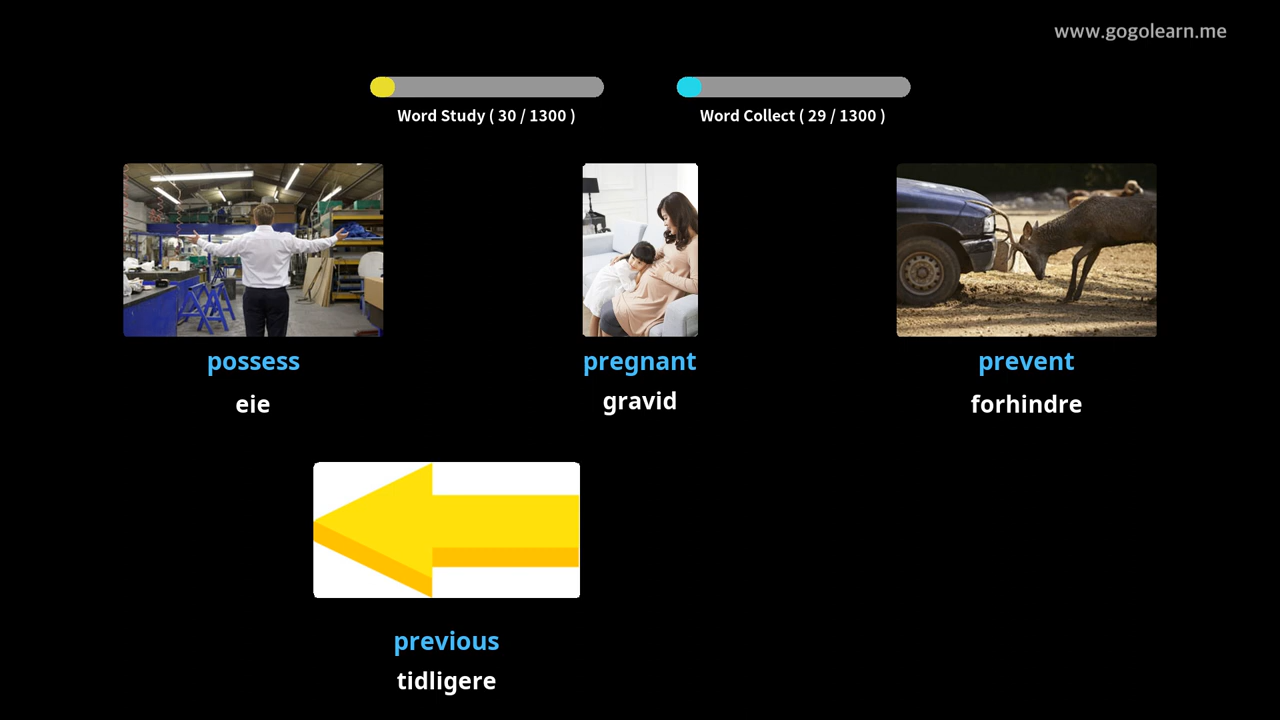 www.gogolearn.me
Word Study ( 30 / 1300 )
Word Collect ( 29 / 1300 )
possess
eie
pregnant
gravid
prevent
forhindre
previous
tidligere